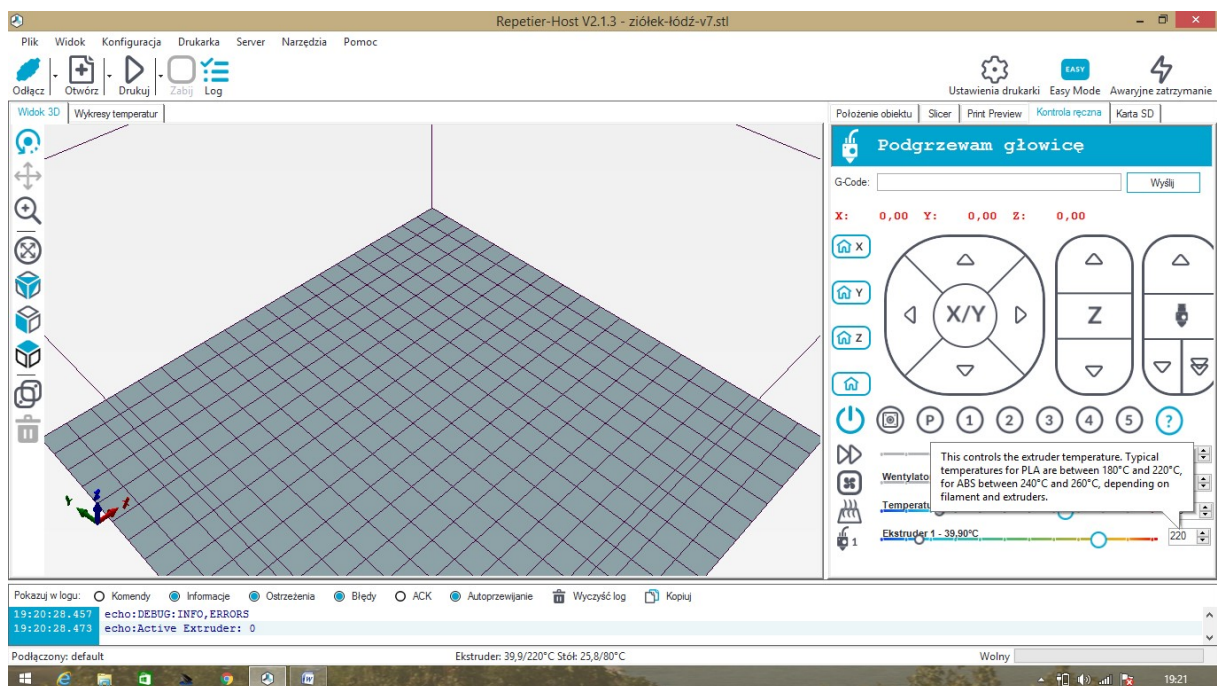 Repetier-Host V2.1.3 - ziółek-łódź-v7.stl
Plik Widok Konfiguracja Drukarka Server Narzędzia Pomoc
Odłącz Otwórz Drukuj Zabij Log
EASY
Ustawienia drukarki Easy Mode Awaryjne zatrzymanie
Widok 3D Wykresy temperatur
Położenie obiektu Slicer Print Preview Kontrola ręczna Karta SD
Podgrzewam głowicę
G-Code: Wyślij
X: 0,00 Y: 0,00 Z: 0,00
X
Y
Z
X/Y Z
P 1 2 3 4 5 ?
This controls the extruder temperature. Typical
temperatures for PLA are between 180°C and 220°C,
for ABS between 240°C and 260°C, depending on
filament and extruders.
Wentylato
Temperatu
1 Ekstruder 1 - 39,90°C 220
Y Z X
Pokazuj w logu: Komendy Informacje Ostrzeżenia Błędy ACK Autoprzewijanie Wyczyść log Kopiuj
19:20:28.457 echo:DEBUG:INFO,ERRORS
19:20:28.473 echo:Active Extruder: 0
Podłączony: default Ekstruder: 39,9/220°C Stół: 25,8/80°C Wolny
19:21